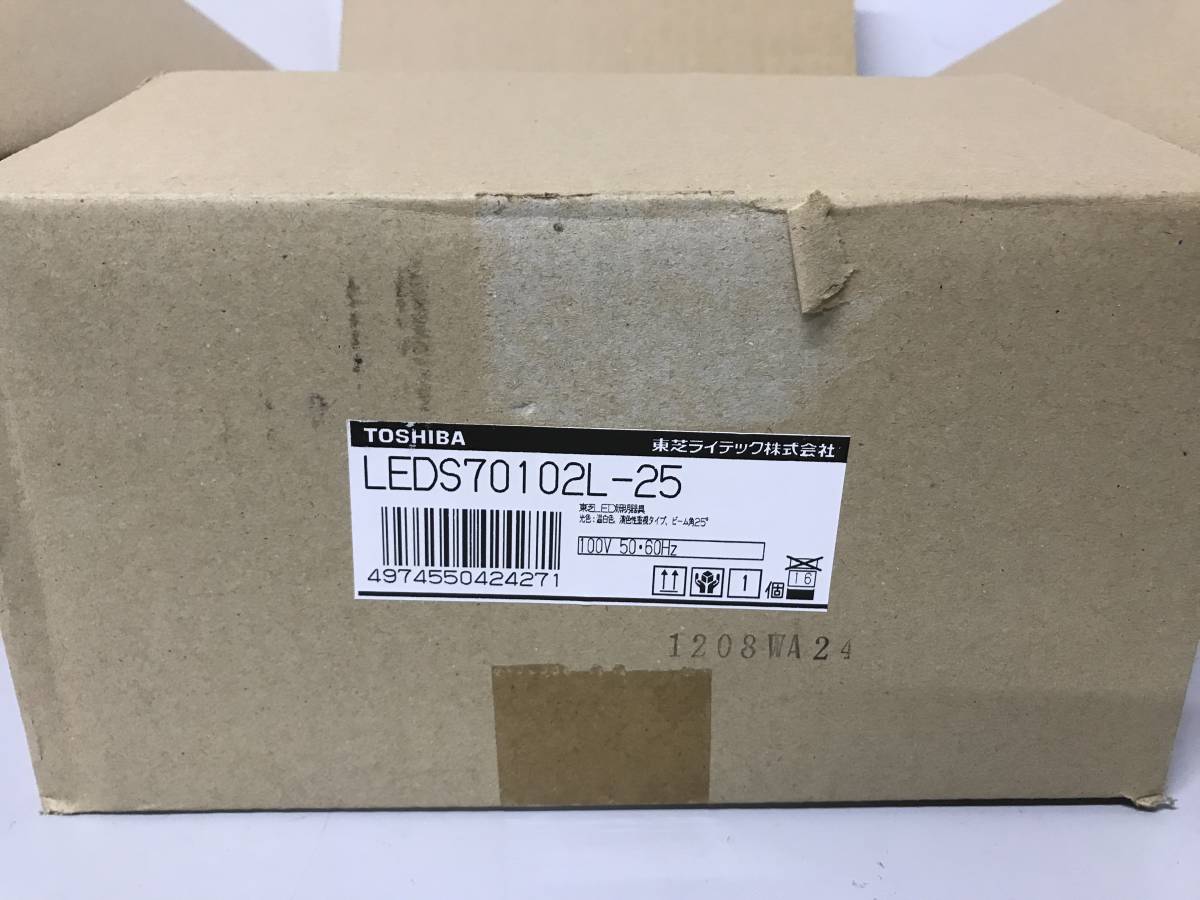 TOSHIBA 東芝ライテック株式会社
LEDS70102L-25
東芝LED照明器具
光色:温白色、演色性重視タイプ、ビーム角25°
100V 50・60Hz
4974550424271
1 個
16
1208WA24